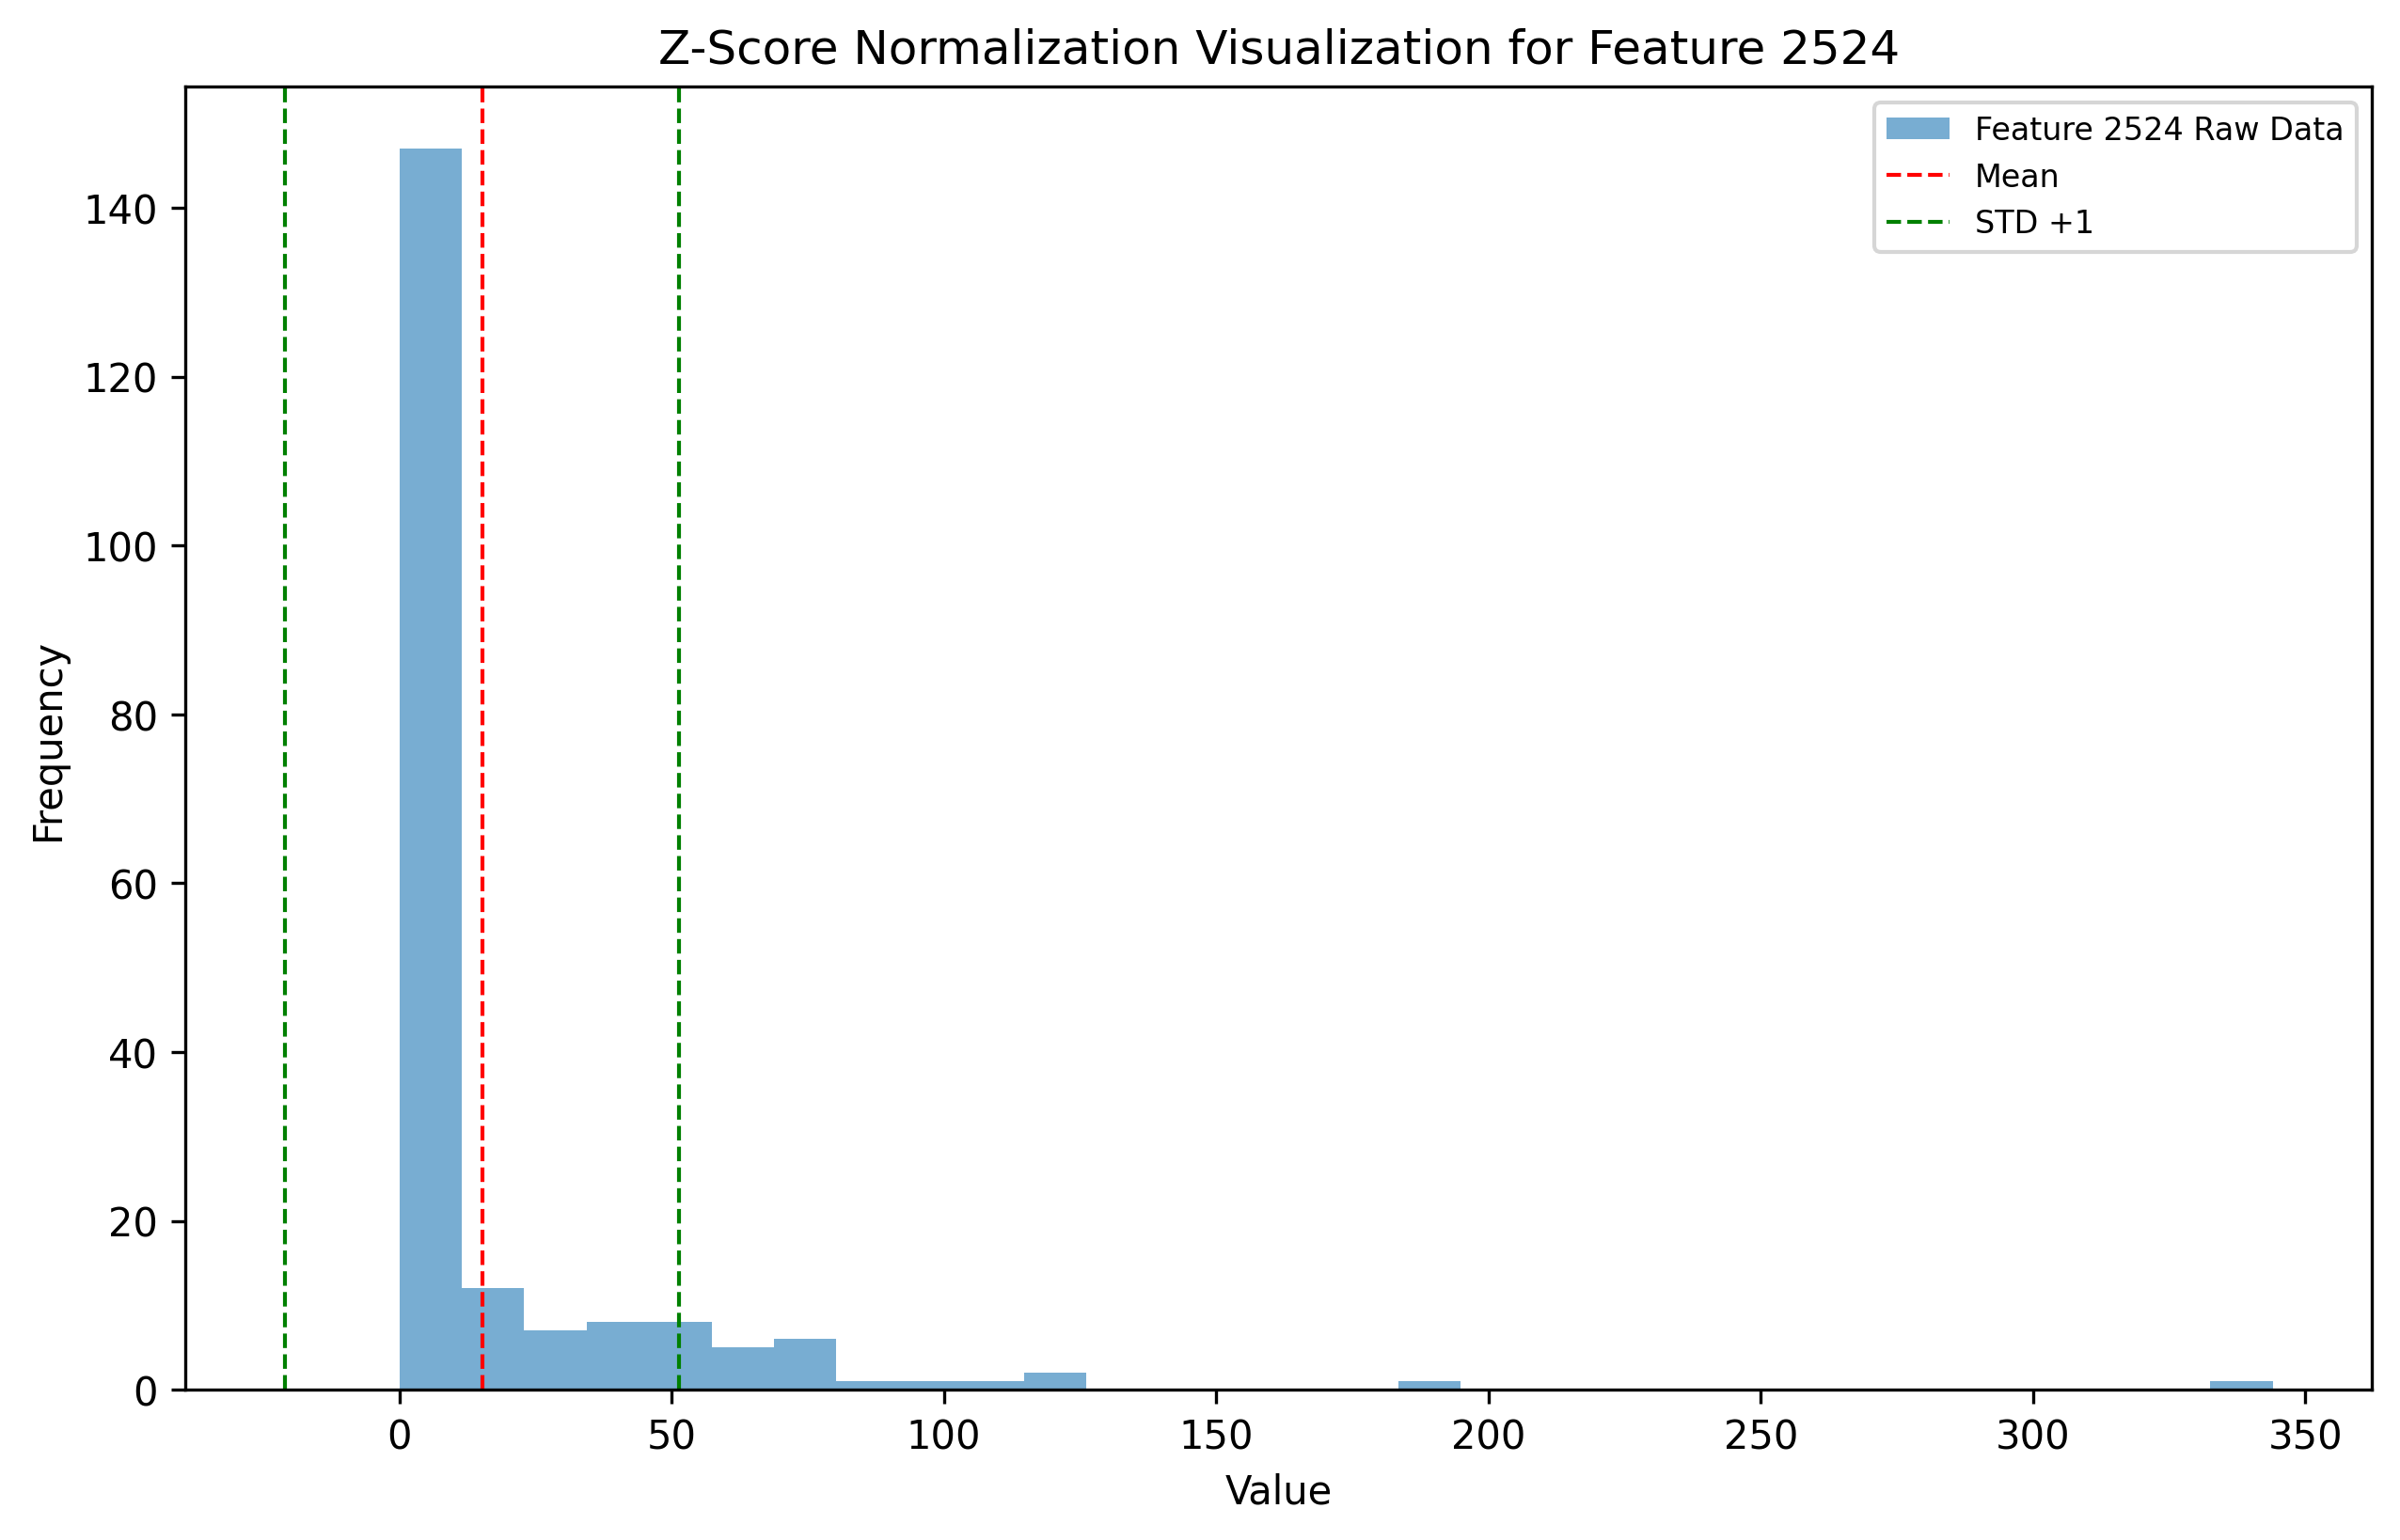 Z-Score Normalization Visualization for Feature 2524
Feature 2524 Raw Data
Mean
STD +1
140
120
100
80
60
40
20
0
Frequency
0 50 100 150 200 250 300 350
Value